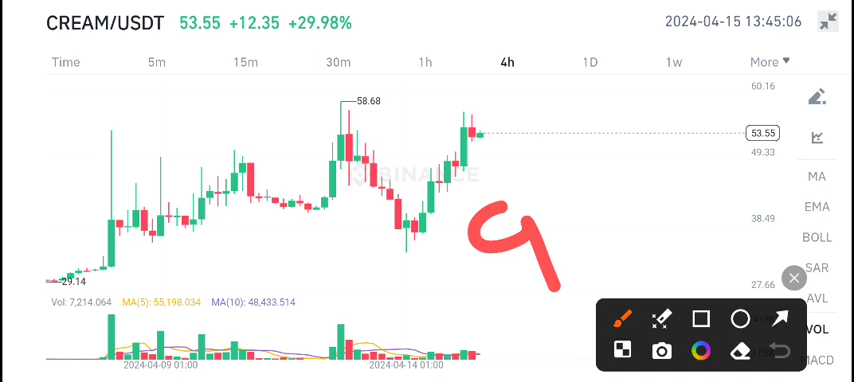 CREAM/USDT 53.55 +12.35 +29.98% 2024-04-15 13:45:06
Time 5m 15m 30m 1h 4h 1D 1w More
60.16
58.68
53.55
49.33
BINANCE
MA
EMA
38.49
BOLL
SAR
29.14
27.66
AVL
Vol: 7,214.064 MA(5): 55,198.034 MA(10): 48,433.514
VOL
MACD
2024-04-09 01:00 2024-04-14 01:00
9